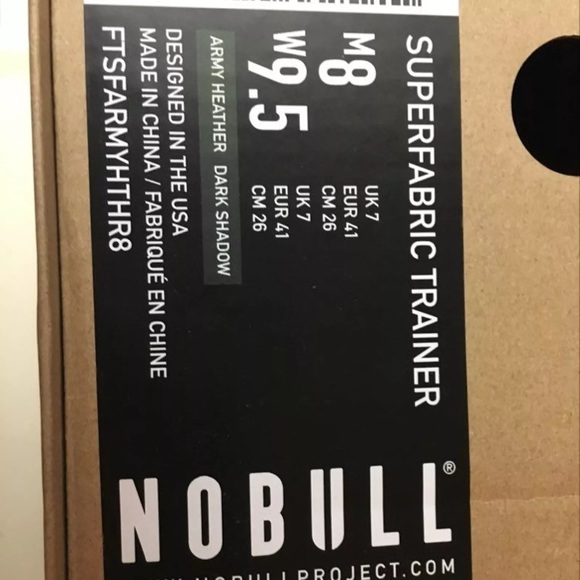 SUPERFABRIC TRAINER
M8
UK 7
EUR 41
CM 26
W9.5
UK 7
EUR 41
CM 26
ARMY HEATHER DARK SHADOW
DESIGNED IN THE USA
MADE IN CHINA / FABRIQUÉ EN CHINE
FTSFARMYHTHR8
NOBULL®
NOBULLPROJECT.COM